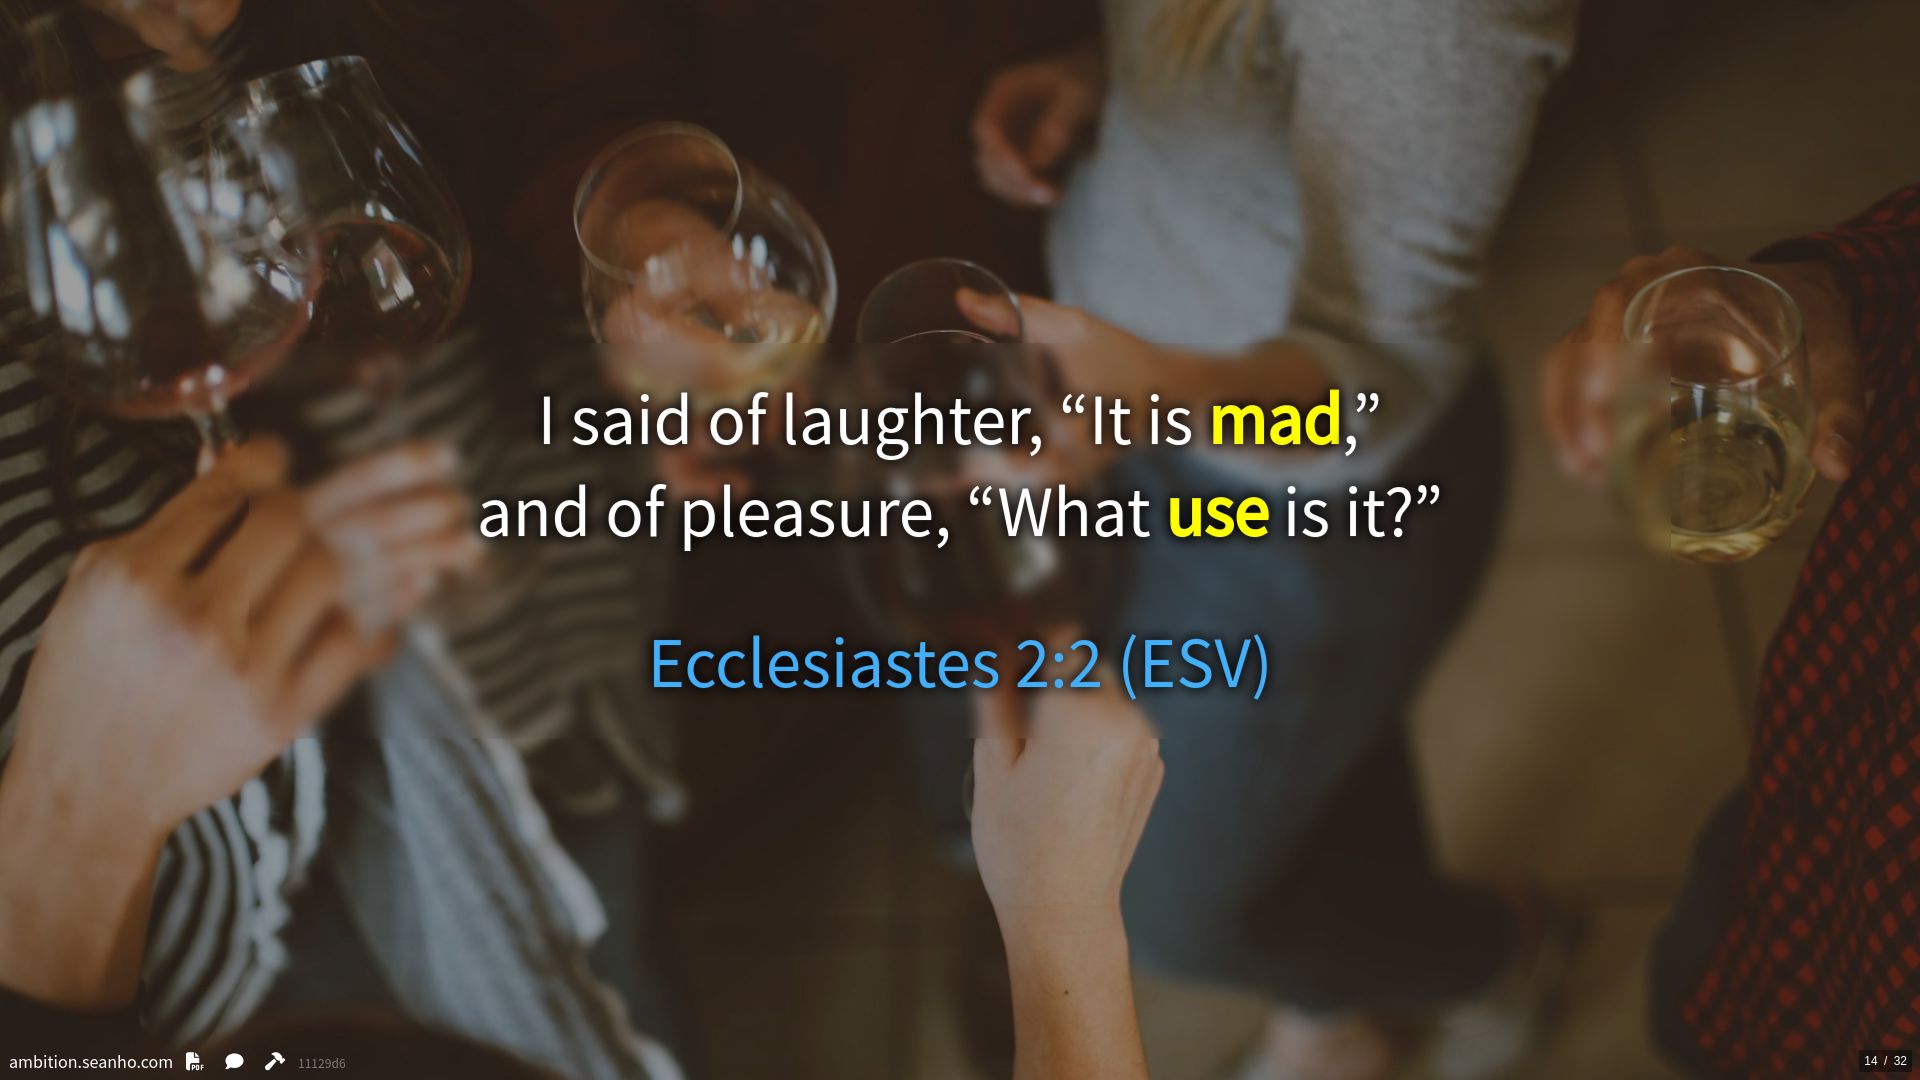 I said of laughter, “It is mad,”
and of pleasure, “What use is it?”
Ecclesiastes 2:2 (ESV)
ambition.seanho.com PDF 11129d6
14 / 32